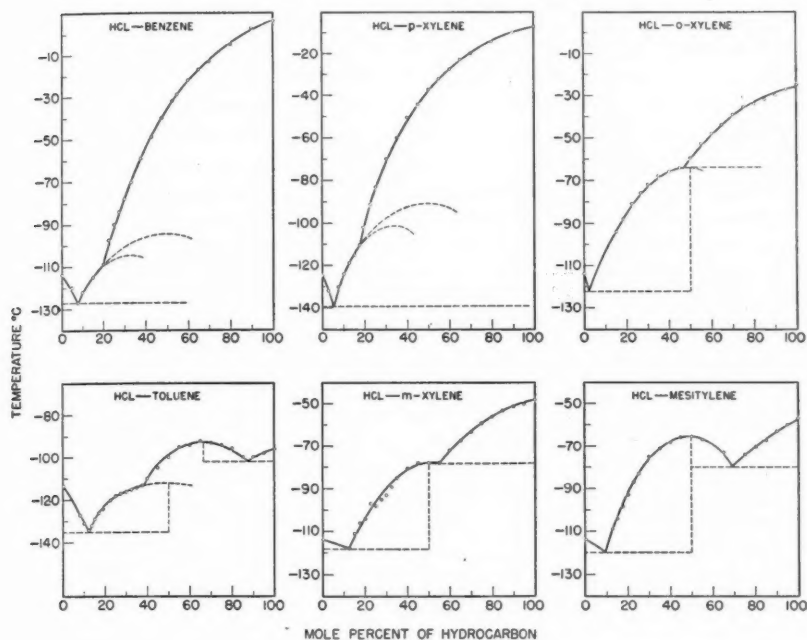 HCL—BENZENE
-10
-30
-50
-70
-90
-110
-130
0 20 40 60 80 100
HCL—p-XYLENE
-20
-40
-60
-80
-100
-120
-140
0 20 40 60 80 100
HCL—o-XYLENE
-10
-30
-50
-70
-90
-110
-130
0 20 40 60 80 100
TEMPERATURE °C
HCL—TOLUENE
-80
-100
-120
-140
0 20 40 60 80 100
HCL—m-XYLENE
-50
-70
-90
-110
-130
0 20 40 60 80 100
HCL—MESITYLENE
-50
-70
-90
-110
-130
0 20 40 60 80 100
MOLE PERCENT OF HYDROCARBON